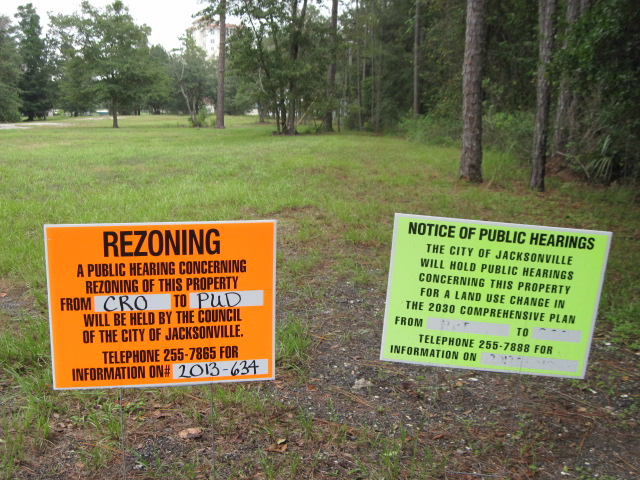 REZONING
A PUBLIC HEARING CONCERNING
REZONING OF THIS PROPERTY
FROM CRO TO PUD
WILL BE HELD BY THE COUNCIL
OF THE CITY OF JACKSONVILLE.
TELEPHONE 255-7865 FOR
INFORMATION ON# 2013-634
NOTICE OF PUBLIC HEARINGS
THE CITY OF JACKSONVILLE
WILL HOLD PUBLIC HEARINGS
CONCERNING THIS PROPERTY
FOR A LAND USE CHANGE IN
THE 2030 COMPREHENSIVE PLAN
FROM TO
TELEPHONE 255-7888 FOR
INFORMATION ON